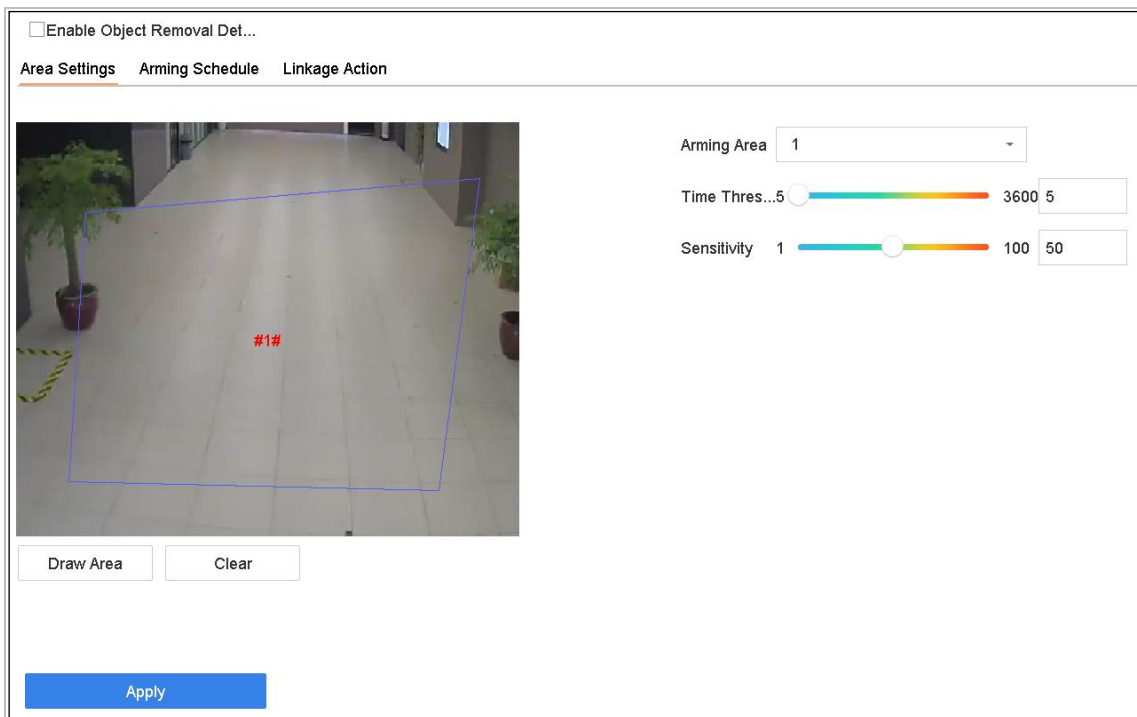 Enable Object Removal Det...
Area Settings Arming Schedule Linkage Action
Arming Area 1
Time Thres...5 3600 5
Sensitivity 1 100 50
#1#
Draw Area Clear
Apply